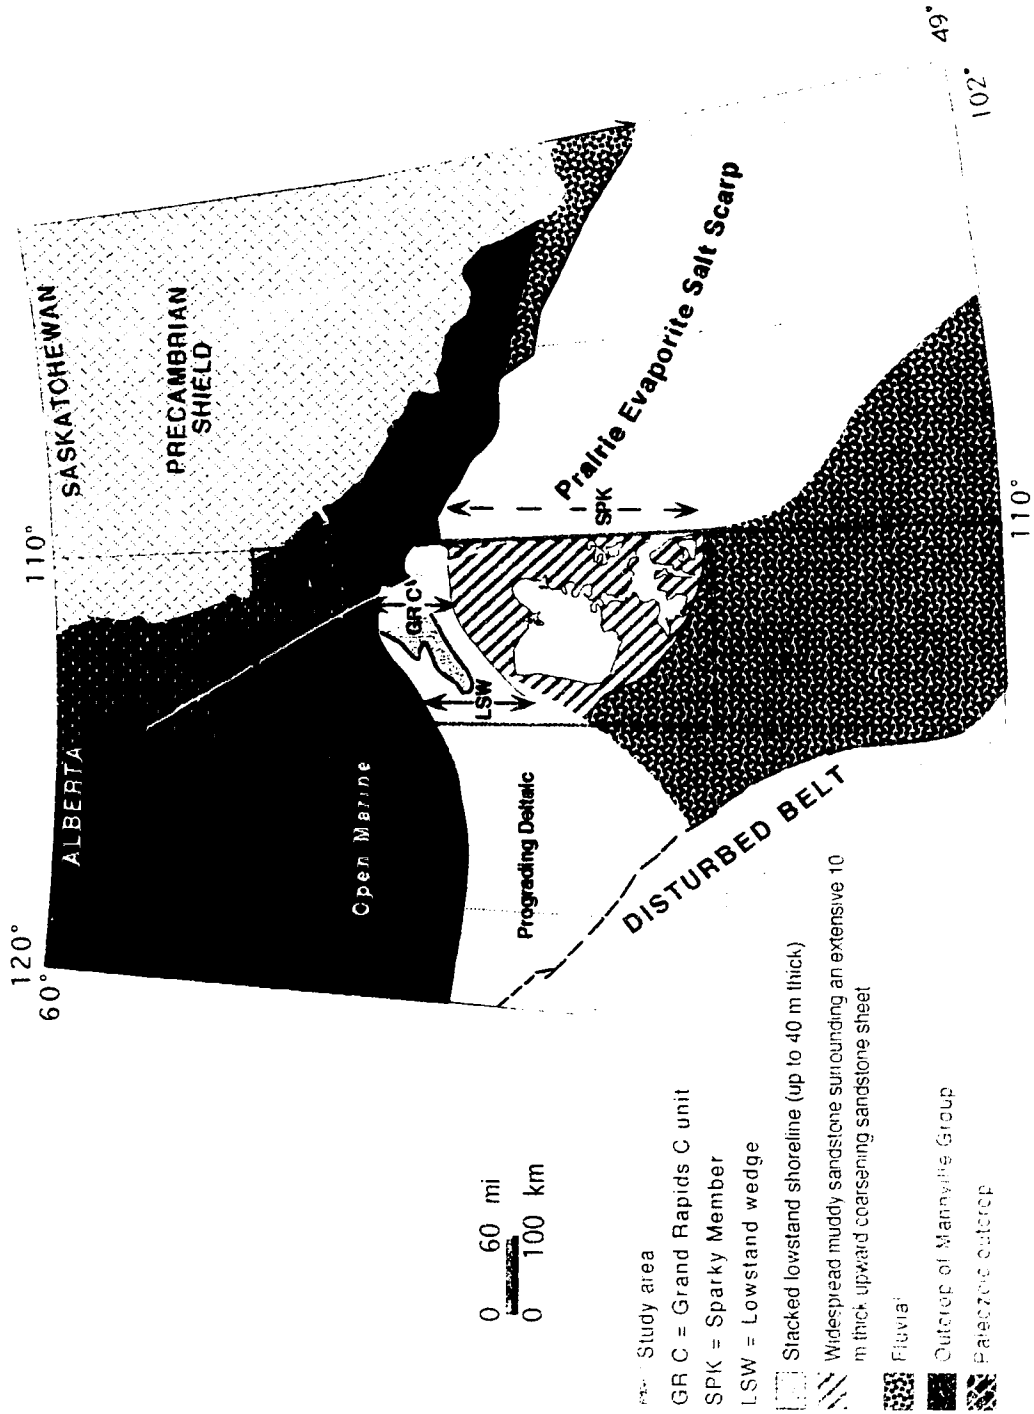 120°
60°
110°
ALBERTA
SASKATCHEWAN
PRECAMBRIAN
SHIELD
Open Marine
GR C
LSW
Prograding Deltaic
SPK
Prairie Evaporite Salt Scarp
DISTURBED BELT
110°
49°
102°
0 60 mi
0 100 km
Study area
GR C = Grand Rapids C unit
SPK = Sparky Member
LSW = Lowstand wedge
Stacked lowstand shoreline (up to 40 m thick)
Widespread muddy sandstone surrounding an extensive 10
m thick upward coarsening sandstone sheet
Fluvial
Outcrop of Mannville Group
Paleozoic outcrop